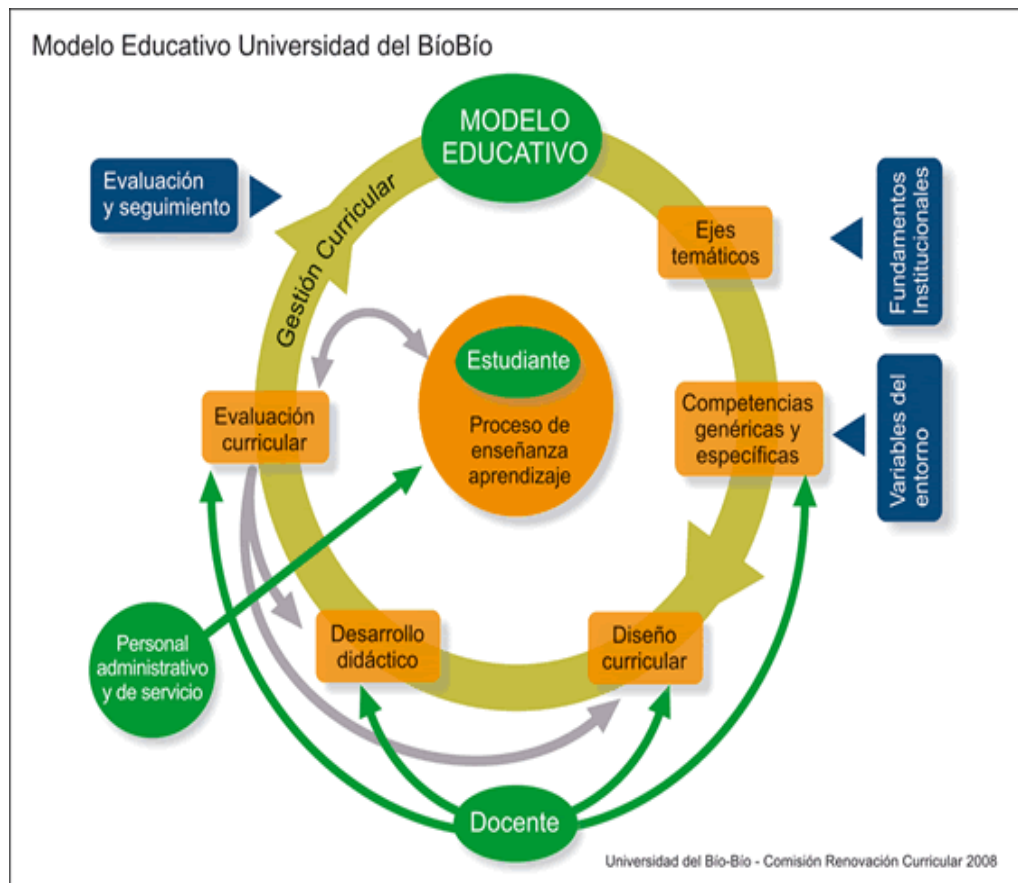 Modelo Educativo Universidad del BíoBío
MODELO
EDUCATIVO
Evaluación
y seguimiento
Gestión Curricular
Ejes
temáticos
Fundamentos
Institucionales
Estudiante
Proceso de
enseñanza
aprendizaje
Evaluación
curricular
Competencias
genéricas y
específicas
Variables del
entorno
Personal
administrativo
y de servicio
Desarrollo
didáctico
Diseño
curricular
Docente
Universidad del Bío-Bío - Comisión Renovación Curricular 2008